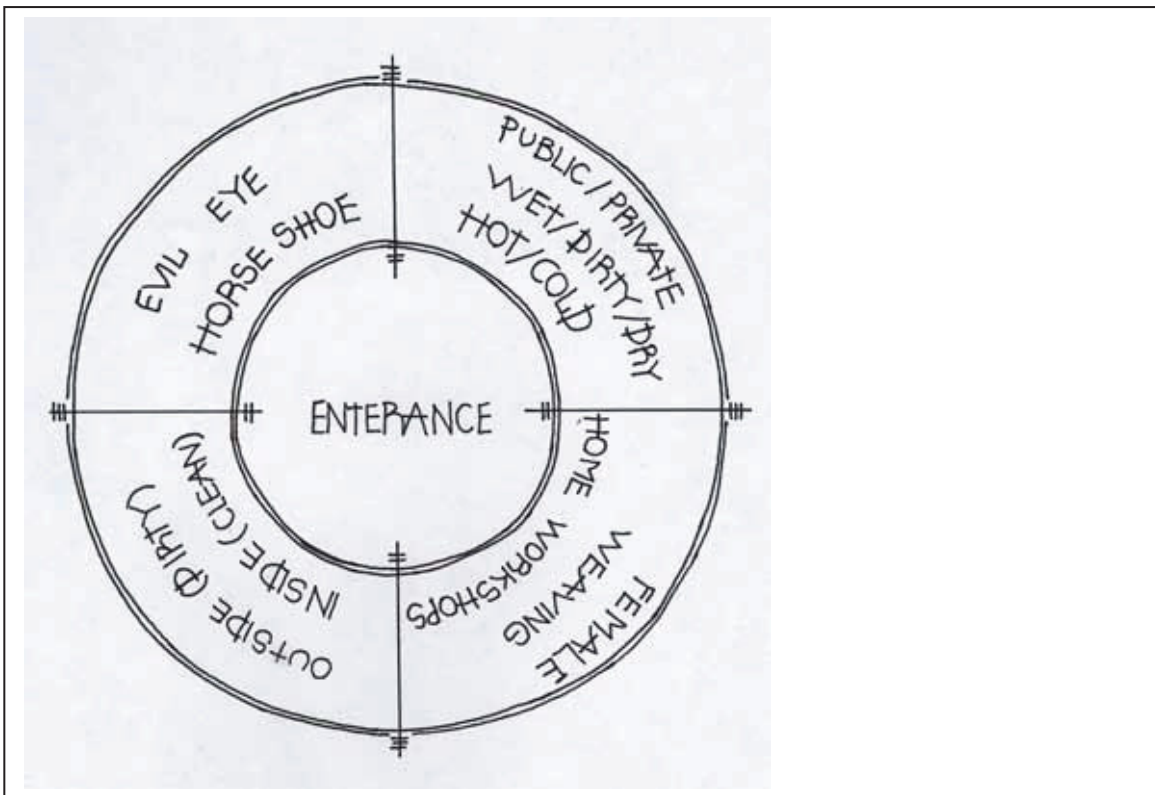 EVIL EYE
HORSE SHOE
PUBLIC/PRIVATE
WET/DIRTY/DRY
HOT/COLD
ENTERANCE
INSIDE (CLEAN)
OUTSIDE (DIRTY)
HOME WORKSHOPS
WEAVING
FEMALE